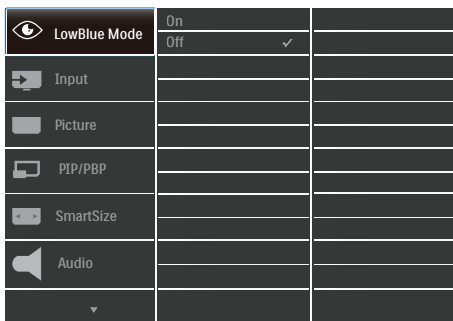 LowBlue Mode
On
Off
Input
Picture
PIP/PBP
SmartSize
Audio